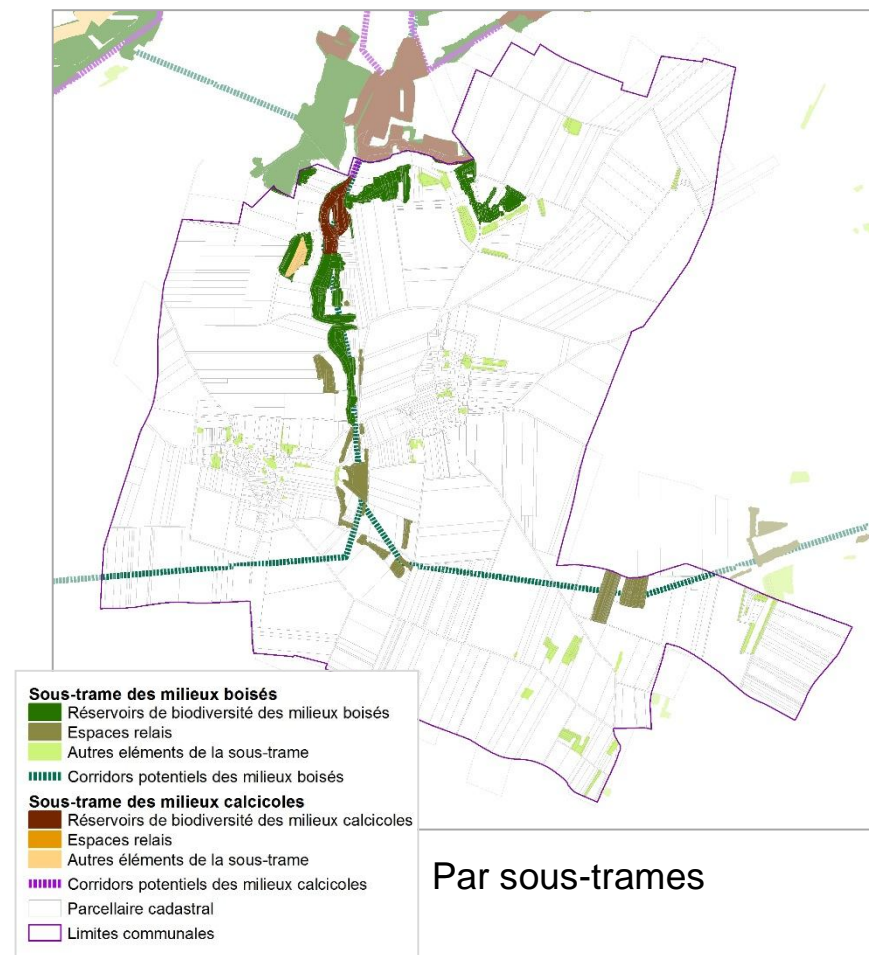 Sous-trame des milieux boisés
Réservoirs de biodiversité des milieux boisés
Espaces relais
Autres eléments de la sous-trame
Corridors potentiels des milieux boisés
Sous-trame des milieux calcicoles
Réservoirs de biodiversité des milieux calcicoles
Espaces relais
Autres éléments de la sous-trame
Corridors potentiels des milieux calcicoles
Parcellaire cadastral
Limites communales
Par sous-trames